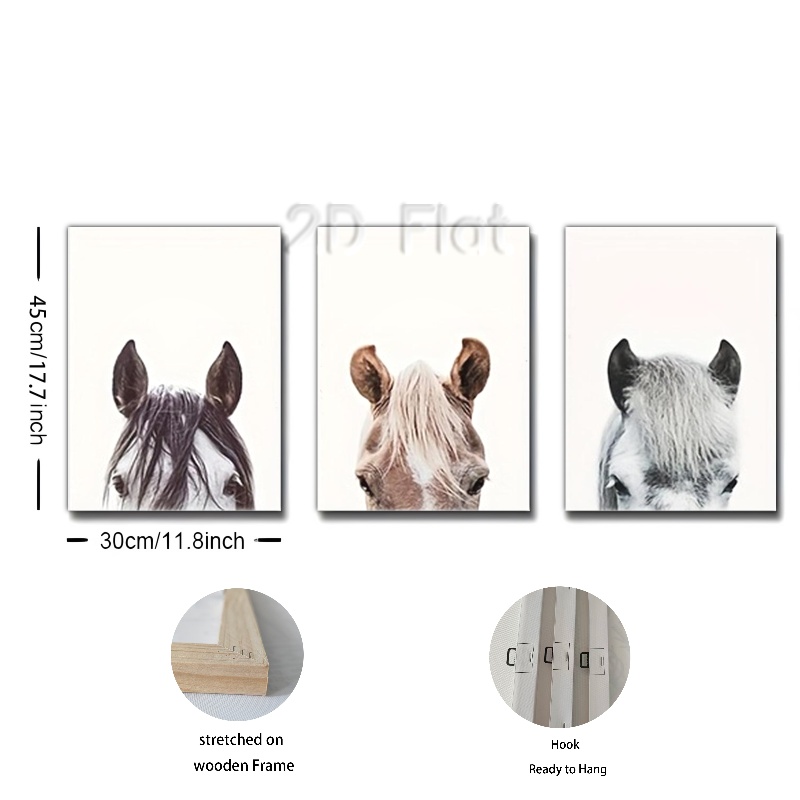 2D Flat
45cm/17.7inch
30cm/11.8inch
stretched on
wooden Frame
Hook
Ready to Hang